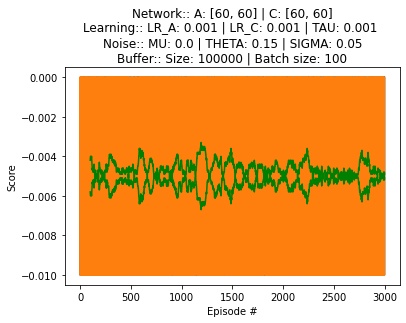 Network:: A: [60, 60] | C: [60, 60]
Learning:: LR_A: 0.001 | LR_C: 0.001 | TAU: 0.001
Noise:: MU: 0.0 | THETA: 0.15 | SIGMA: 0.05
Buffer:: Size: 100000 | Batch size: 100
0.000
−0.002
−0.004
−0.006
−0.008
−0.010
Score
0 500 1000 1500 2000 2500 3000
Episode #